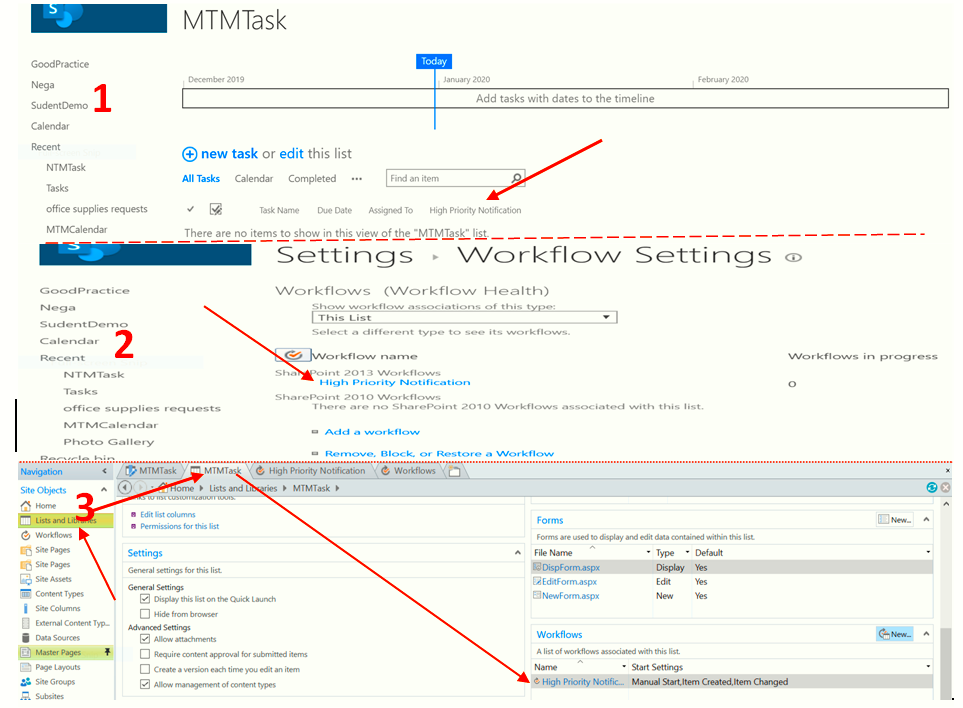 S
MTMTask
GoodPractice
Nega
SudentDemo
Calendar
Recent
NTMTask
Tasks
office supplies requests
MTMCalendar
1
Today
December 2019
January 2020
February 2020
Add tasks with dates to the timeline
new task or edit this list
All Tasks Calendar Completed ••• Find an item
Task Name Due Date Assigned To High Priority Notification
There are no items to show in this view of the "MTMTask" list.
S
Settings ▸ Workflow Settings
GoodPractice
Nega
SudentDemo
Calendar
Recent
NTMTask
Tasks
office supplies requests
MTMCalendar
Photo Gallery
Recycle bin
2
Workflows (Workflow Health)
Show workflow associations of this type:
This List
Select a different type to see its workflows.
Workflow name Workflows in progress
SharePoint 2013 Workflows
High Priority Notification 0
SharePoint 2010 Workflows
There are no SharePoint 2010 Workflows associated with this list.
Add a workflow
Remove, Block, or Restore a Workflow
Navigation
Site Objects
Home
Lists and Libraries
Workflows
Site Pages
Site Pages
Site Assets
Content Types
Site Columns
External Content Typ...
Data Sources
Master Pages
Page Layouts
Site Groups
Subsites
3
MTMTask MTMTask High Priority Notification Workflows
Home Lists and Libraries MTMTask
Links to list customization tools.
Edit list columns
Permissions for this list
Settings
General settings for this list.
General Settings
Display this list on the Quick Launch
Hide from browser
Advanced Settings
Allow attachments
Require content approval for submitted items
Create a version each time you edit an item
Allow management of content types
Forms New...
Forms are used to display and edit data contained within this list.
File Name Type Default
DispForm.aspx Display Yes
EditForm.aspx Edit Yes
NewForm.aspx New Yes
Workflows New...
A list of workflows associated with this list.
Name Start Settings
High Priority Notific... Manual Start,Item Created,Item Changed